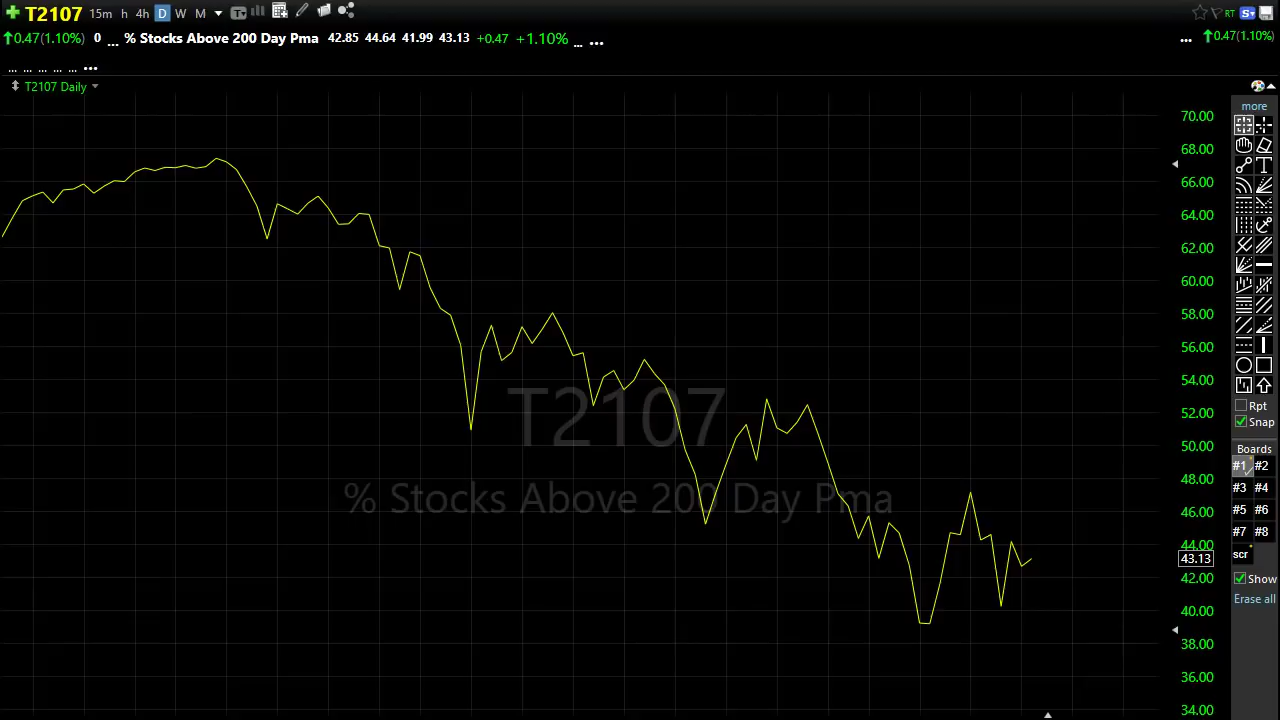 T2107 15m h 4h D W M T RT S
0.47(1.10%) 0 ... % Stocks Above 200 Day Pma 42.85 44.64 41.99 43.13 +0.47 +1.10% ... ... ... 0.47(1.10%)
... ... ... ... ... ...
T2107 Daily
more
70.00
68.00
66.00
64.00
62.00
60.00
58.00
56.00
54.00
52.00
50.00
48.00
46.00
44.00
43.13
42.00
40.00
38.00
36.00
34.00
T2107
% Stocks Above 200 Day Pma
T
Rpt
Snap
Boards
#1 #2
#3 #4
#5 #6
#7 #8
scr
Show
Erase all